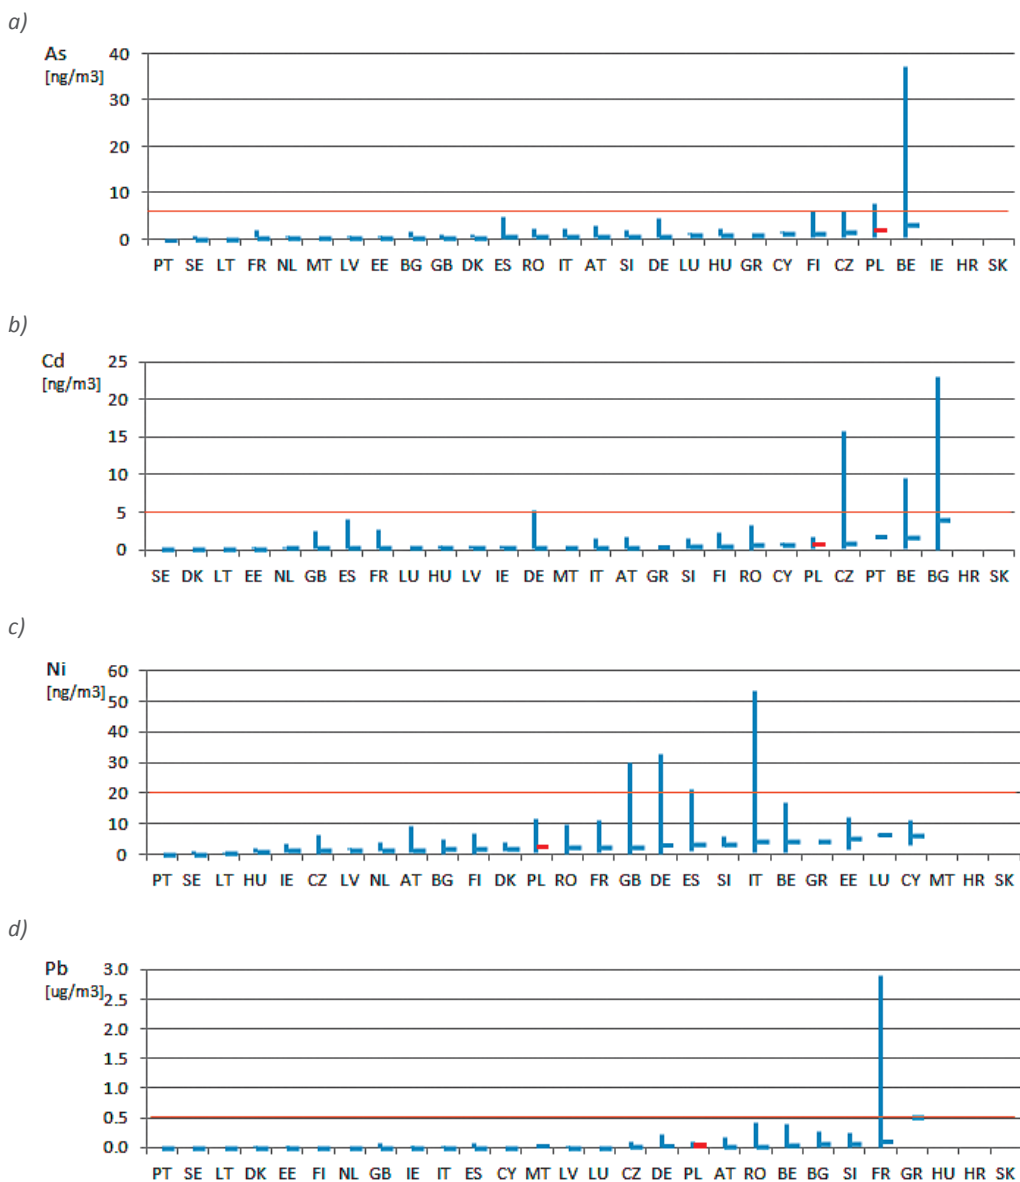 a)
As
[ng/m3]
40
30
20
10
0
PT SE LT FR NL MT LV EE BG GB DK ES RO IT AT SI DE LU HU GR CY FI CZ PL BE IE HR SK
b)
Cd
[ng/m3]
25
20
15
10
5
0
SE DK LT EE NL GB ES FR LU HU LV IE DE MT IT AT GR SI FI RO CY PL CZ PT BE BG HR SK
c)
Ni
[ng/m3]
60
50
40
30
20
10
0
PT SE LT HU IE CZ LV NL AT BG FI DK PL RO FR GB DE ES SI IT BE GR EE LU CY MT HR SK
d)
Pb
[ug/m3]
3.0
2.5
2.0
1.5
1.0
0.5
0.0
PT SE LT DK EE FI NL GB IE IT ES CY MT LV LU CZ DE PL AT RO BE BG SI FR GR HU HR SK